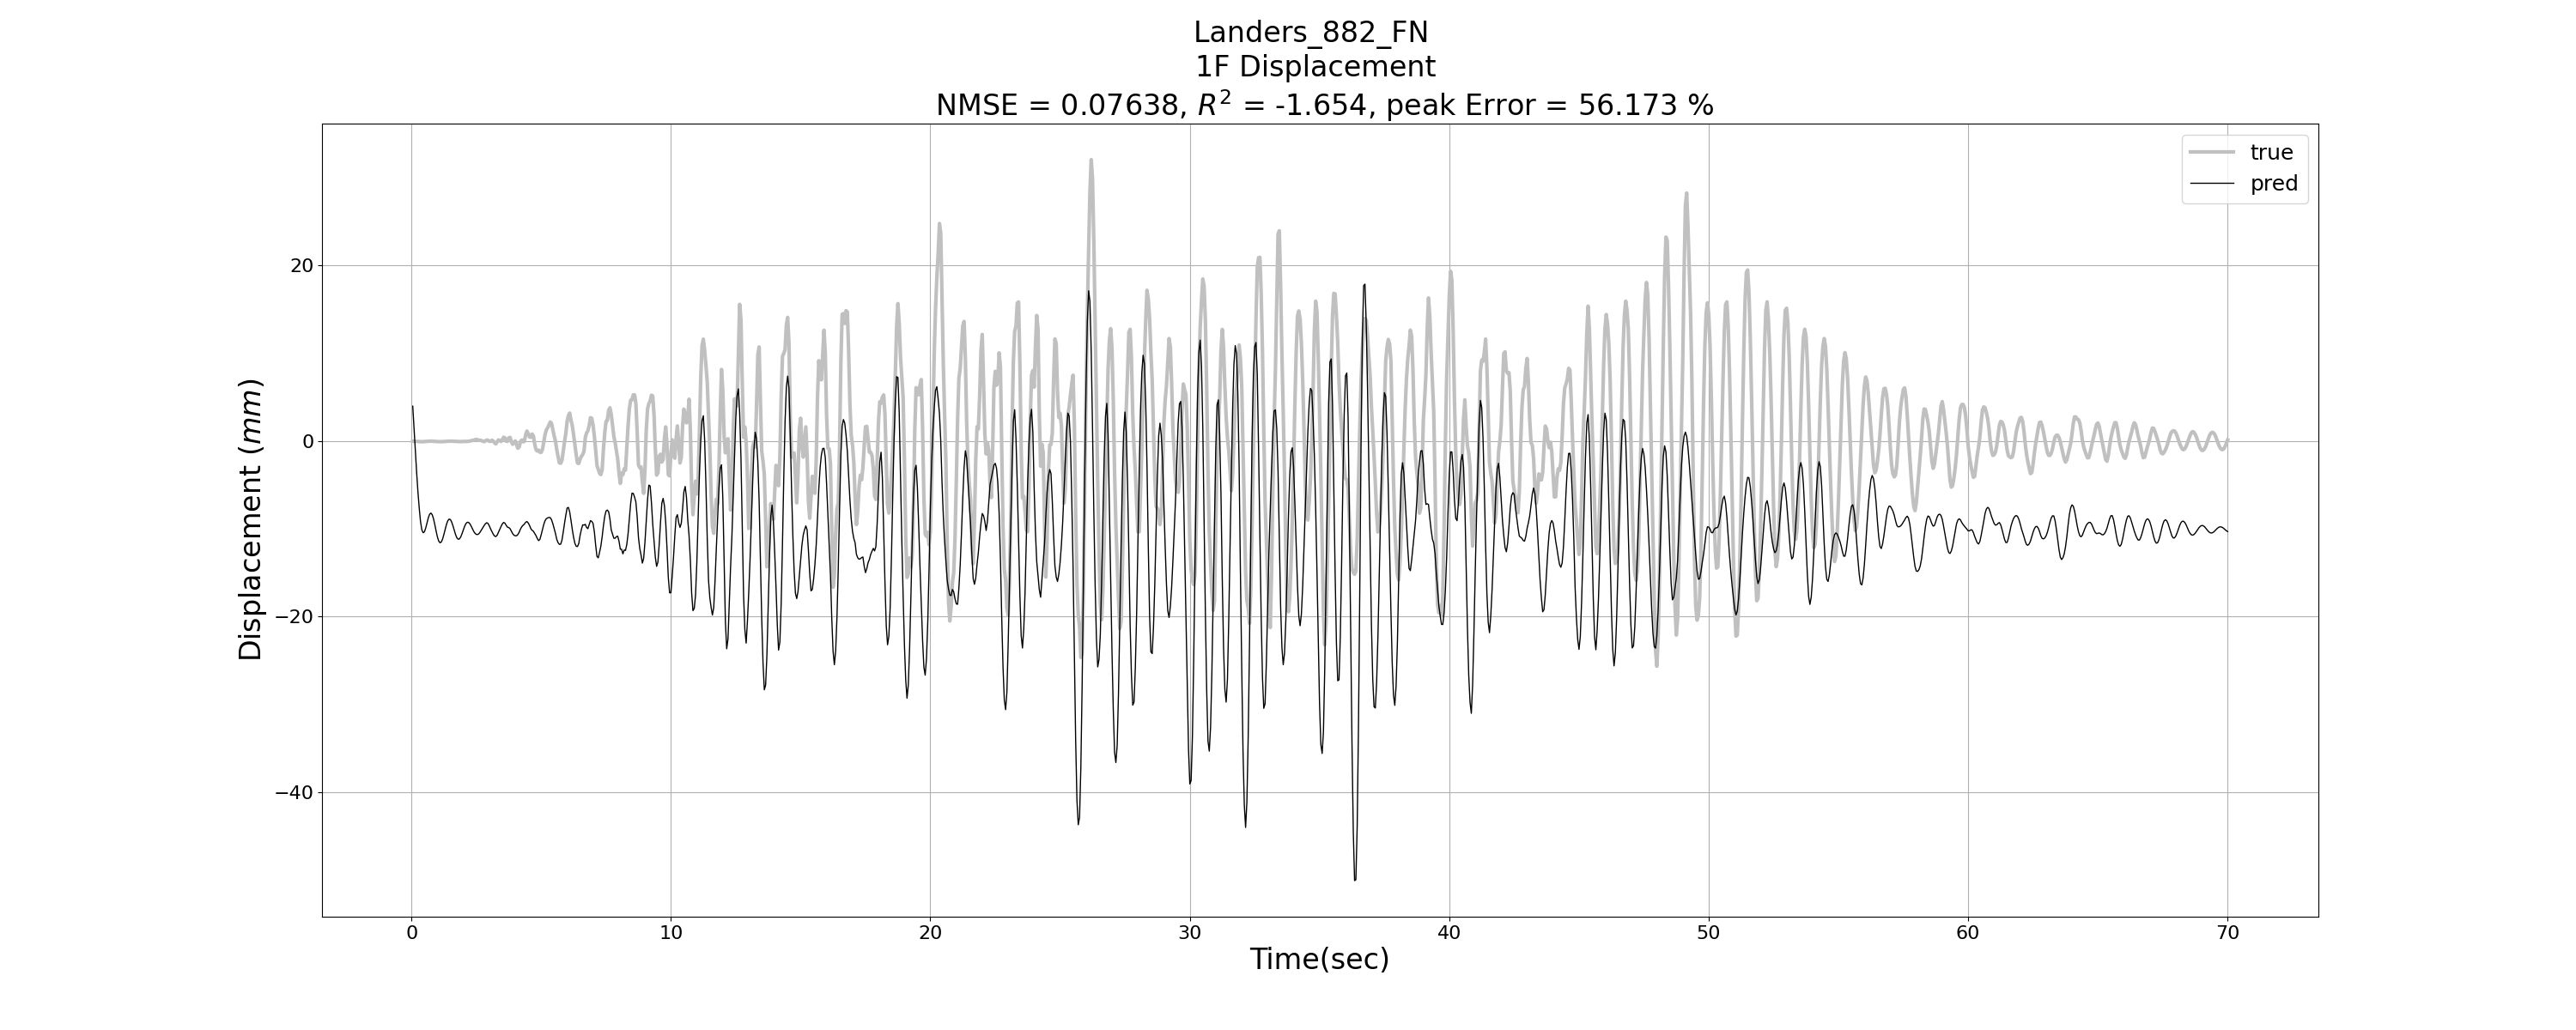 Landers_882_FN
1F Displacement
NMSE = 0.07638, R² = -1.654, peak Error = 56.173 %
true
pred
20
0
−20
−40
Displacement (mm)
0 10 20 30 40 50 60 70
Time(sec)